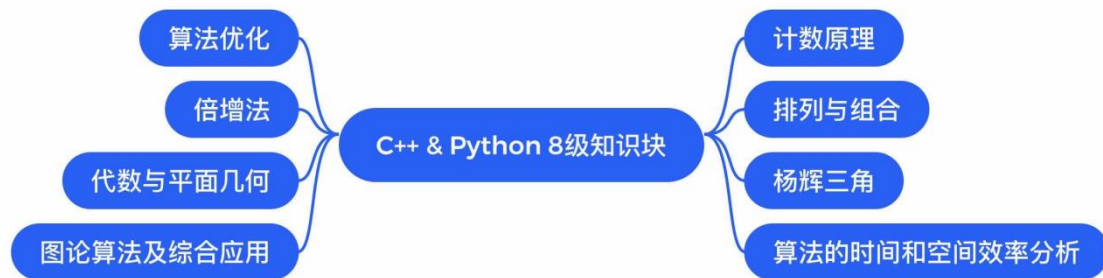 算法优化
倍增法
代数与平面几何
图论算法及综合应用
C++ & Python 8级知识块
计数原理
排列与组合
杨辉三角
算法的时间和空间效率分析